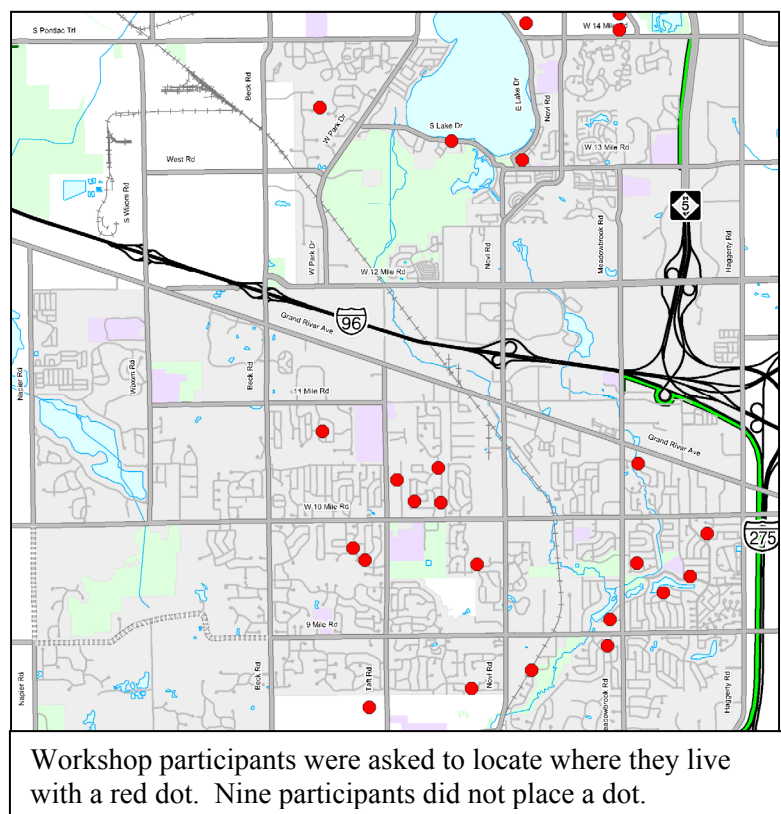 S Pontiac Trl
W 14 Mile Rd
Beck Rd
E Lake Dr
Novi Rd
W Park Dr
S Lake Dr
W 13 Mile Rd
West Rd
S Wixom Rd
5
W Park Dr
Novi Rd
Meadowbrook Rd
Haggerty Rd
W 12 Mile Rd
96
Grand River Ave
Napier Rd
Wixom Rd
Beck Rd
11 Mile Rd
Grand River Ave
W 10 Mile Rd
275
9 Mile Rd
Napier Rd
Beck Rd
Taft Rd
Novi Rd
Meadowbrook Rd
Haggerty Rd
Workshop participants were asked to locate where they live
with a red dot. Nine participants did not place a dot.